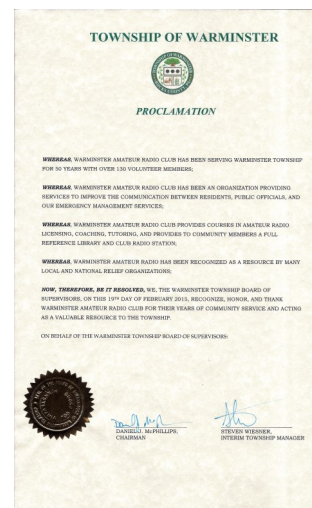 TOWNSHIP OF WARMINSTER
PROCLAMATION
WHEREAS, WARMINSTER AMATEUR RADIO CLUB HAS BEEN SERVING WARMINSTER TOWNSHIP
FOR 50 YEARS WITH OVER 130 VOLUNTEER MEMBERS;
WHEREAS, WARMINSTER AMATEUR RADIO CLUB HAS BEEN AN ORGANIZATION PROVIDING
SERVICES TO IMPROVE THE COMMUNICATION BETWEEN RESIDENTS, PUBLIC OFFICIALS, AND
OUR EMERGENCY MANAGEMENT SERVICES;
WHEREAS, WARMINSTER AMATEUR RADIO CLUB PROVIDES COURSES IN AMATEUR RADIO
LICENSING, COACHING, TUTORING, AND PROVIDES TO COMMUNITY MEMBERS A FULL
REFERENCE LIBRARY AND CLUB RADIO STATION;
WHEREAS, WARMINSTER AMATEUR RADIO HAS BEEN RECOGNIZED AS A RESOURCE BY MANY
LOCAL AND NATIONAL RELIEF ORGANIZATIONS;
NOW, THEREFORE, BE IT RESOLVED, WE, THE WARMINSTER TOWNSHIP BOARD OF
SUPERVISORS, ON THIS 19TH DAY OF FEBRUARY 2015, RECOGNIZE, HONOR, AND THANK
WARMINSTER AMATEUR RADIO CLUB FOR THEIR YEARS OF COMMUNITY SERVICE AND ACTING
AS A VALUABLE RESOURCE TO THE TOWNSHIP.
ON BEHALF OF THE WARMINSTER TOWNSHIP BOARD OF SUPERVISORS:
DANIEL J. McPHILLIPS,
CHAIRMAN
STEVEN WIESNER,
INTERIM TOWNSHIP MANAGER